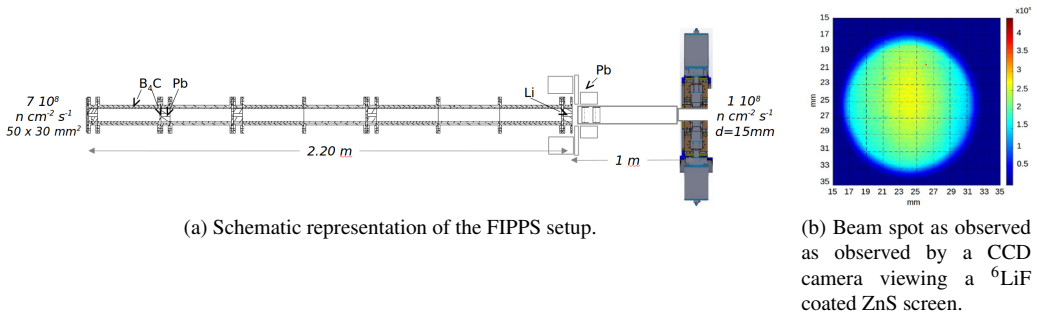 B₄C Pb
Pb
Li
7 10⁸
n cm⁻² s⁻¹
50 x 30 mm²
1 10⁸
n cm⁻² s⁻¹
d=15mm
2.20 m
1 m
(a) Schematic representation of the FIPPS setup.
x10⁴
15
17
19
21
23
25
27
29
31
33
35
mm
15 17 19 21 23 25 27 29 31 33 35
mm
4.5
4
3.5
3
2.5
2
1.5
1
0.5
0
(b) Beam spot as observed
as observed by a CCD
camera viewing a ⁶LiF
coated ZnS screen.